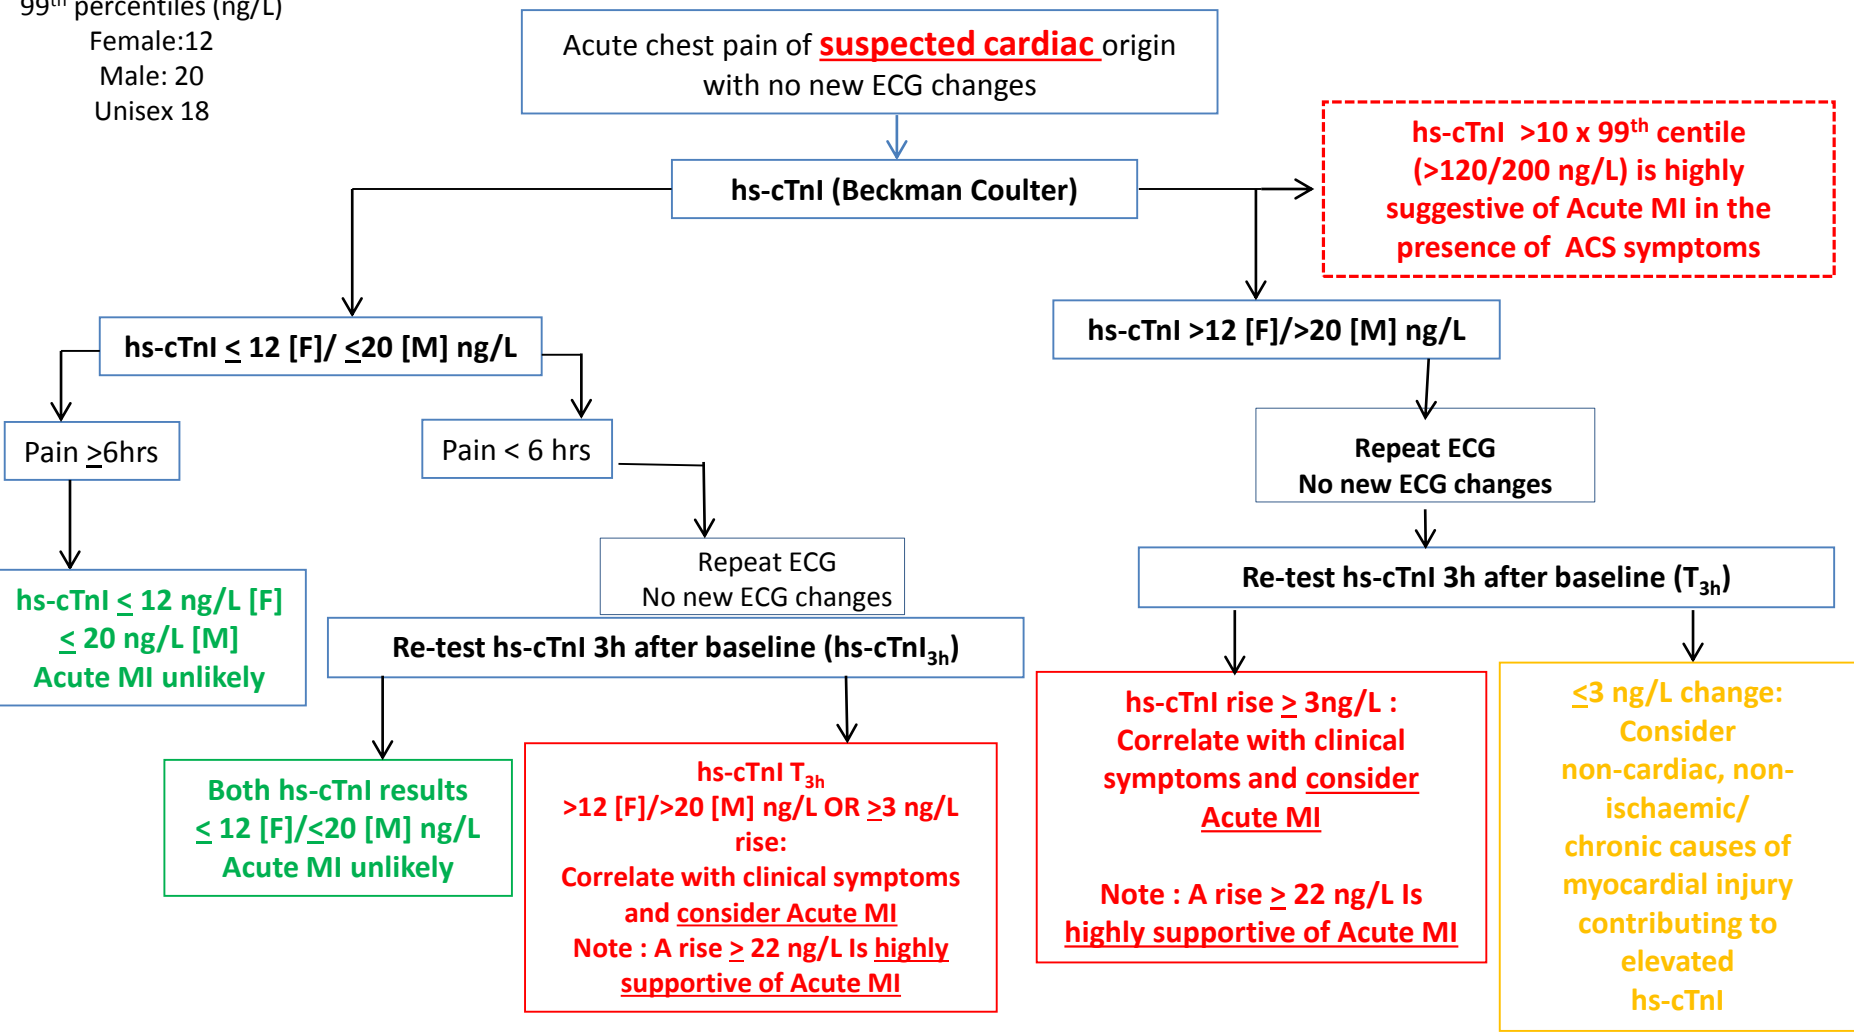 99th percentiles (ng/L)
Female:12
Male: 20
Unisex 18
Acute chest pain of suspected cardiac origin
with no new ECG changes
hs-cTnI >10 x 99th centile
(>120/200 ng/L) is highly
suggestive of Acute MI in the
presence of ACS symptoms
hs-cTnI (Beckman Coulter)
hs-cTnI ≤ 12 [F]/ ≤20 [M] ng/L
hs-cTnI >12 [F]/>20 [M] ng/L
Pain ≥6hrs
Pain < 6 hrs
Repeat ECG
No new ECG changes
Repeat ECG
No new ECG changes
hs-cTnI ≤ 12 ng/L [F]
≤ 20 ng/L [M]
Acute MI unlikely
Re-test hs-cTnI 3h after baseline (hs-cTnI3h)
Re-test hs-cTnI 3h after baseline (T3h)
Both hs-cTnI results
≤ 12 [F]/≤20 [M] ng/L
Acute MI unlikely
hs-cTnI T3h
>12 [F]/>20 [M] ng/L OR ≥3 ng/L
rise:
Correlate with clinical symptoms
and consider Acute MI
Note : A rise ≥ 22 ng/L Is highly
supportive of Acute MI
hs-cTnI rise ≥ 3ng/L :
Correlate with clinical
symptoms and consider
Acute MI
Note : A rise ≥ 22 ng/L Is
highly supportive of Acute MI
≤3 ng/L change:
Consider
non-cardiac, non-
ischaemic/
chronic causes of
myocardial injury
contributing to
elevated
hs-cTnI